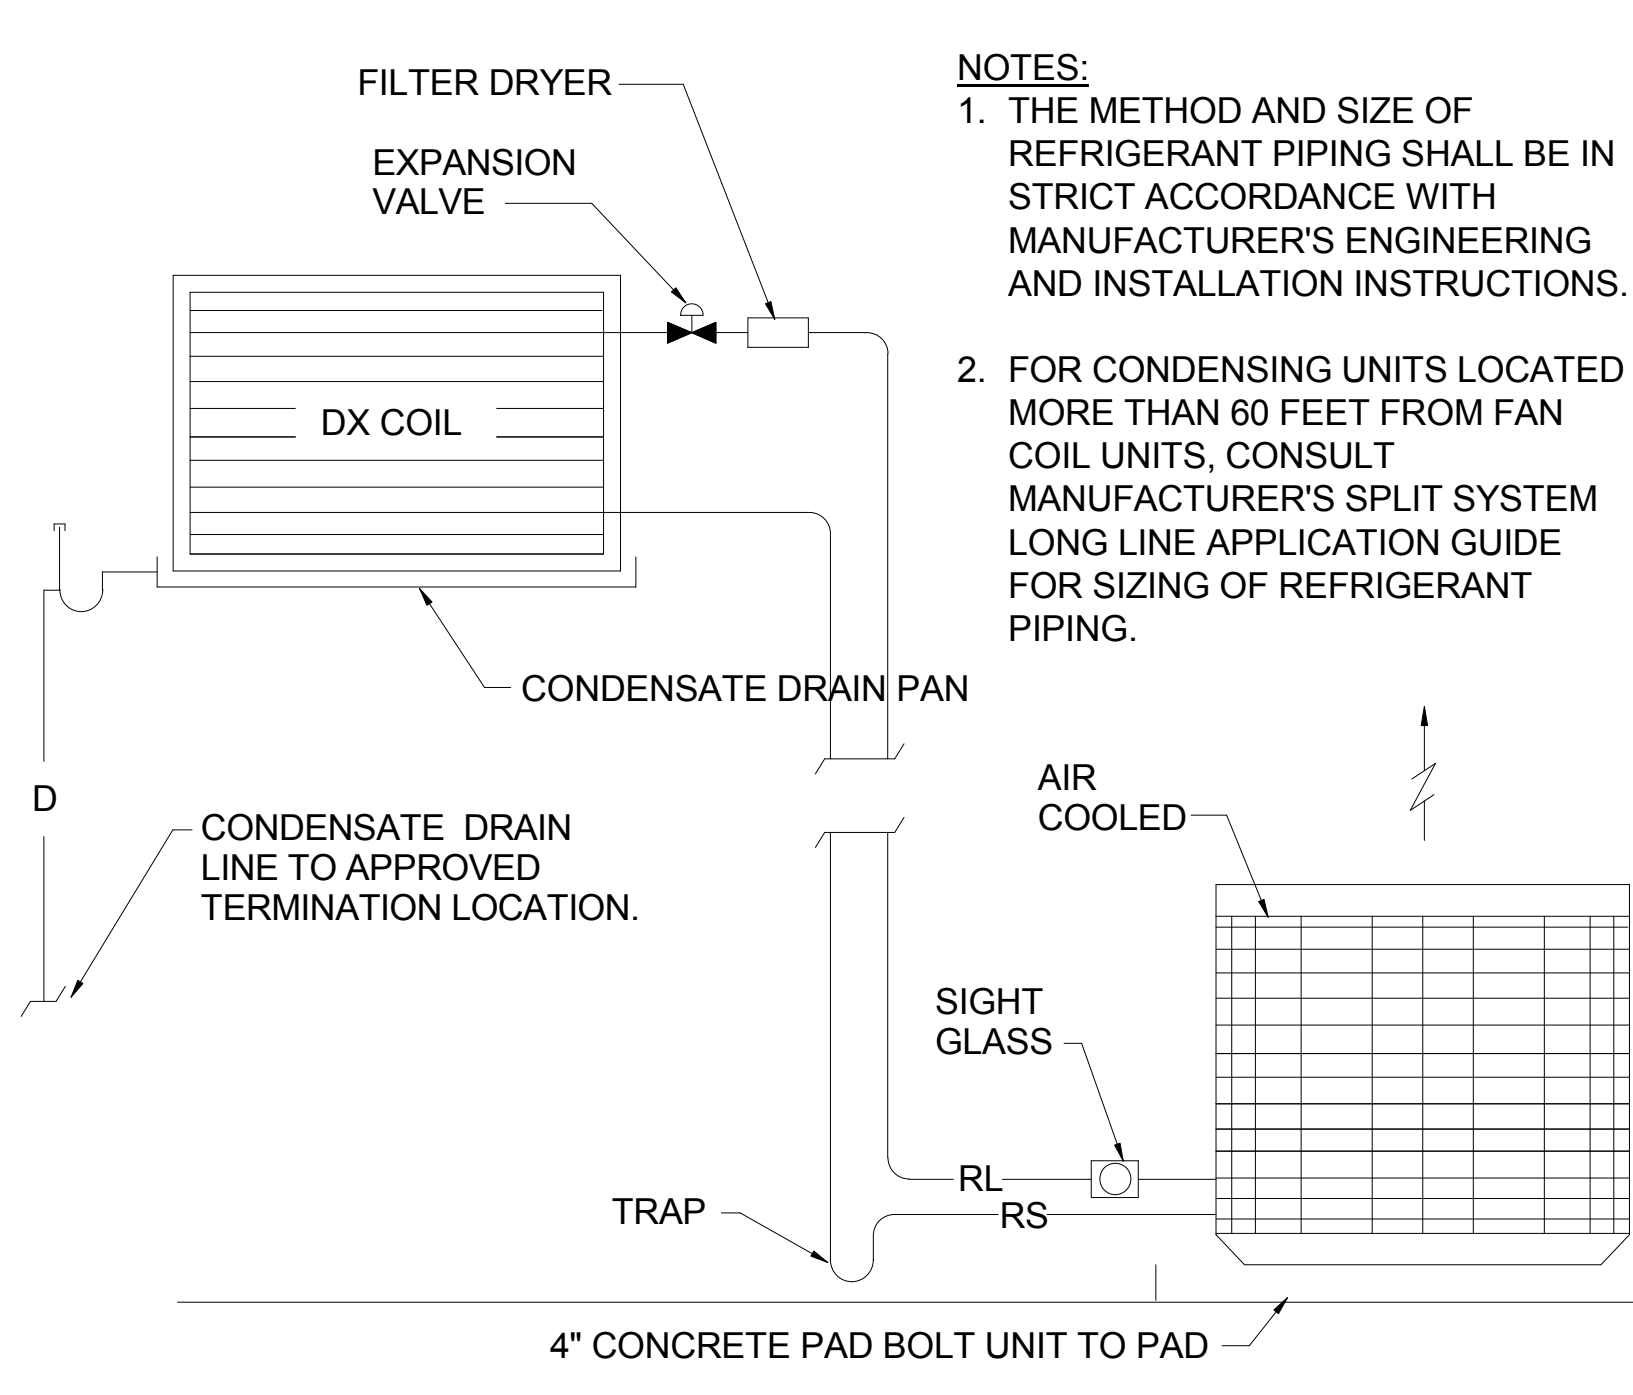 FILTER DRYER
EXPANSION
VALVE
NOTES:
1. THE METHOD AND SIZE OF
REFRIGERANT PIPING SHALL BE IN
STRICT ACCORDANCE WITH
MANUFACTURER'S ENGINEERING
AND INSTALLATION INSTRUCTIONS.
2. FOR CONDENSING UNITS LOCATED
MORE THAN 60 FEET FROM FAN
COIL UNITS, CONSULT
MANUFACTURER'S SPLIT SYSTEM
LONG LINE APPLICATION GUIDE
FOR SIZING OF REFRIGERANT
PIPING.
DX COIL
CONDENSATE DRAIN PAN
D
CONDENSATE DRAIN
LINE TO APPROVED
TERMINATION LOCATION.
AIR
COOLED
SIGHT
GLASS
RL
RS
TRAP
4" CONCRETE PAD BOLT UNIT TO PAD